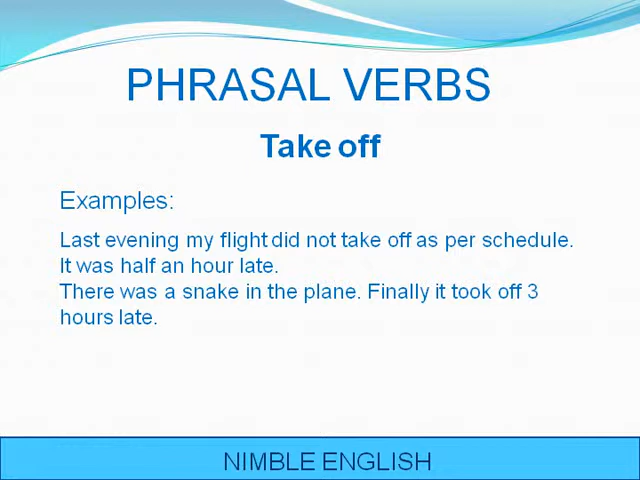 PHRASAL VERBS
Take off
Examples:
Last evening my flight did not take off as per schedule.
It was half an hour late.
There was a snake in the plane. Finally it took off 3
hours late.
NIMBLE ENGLISH